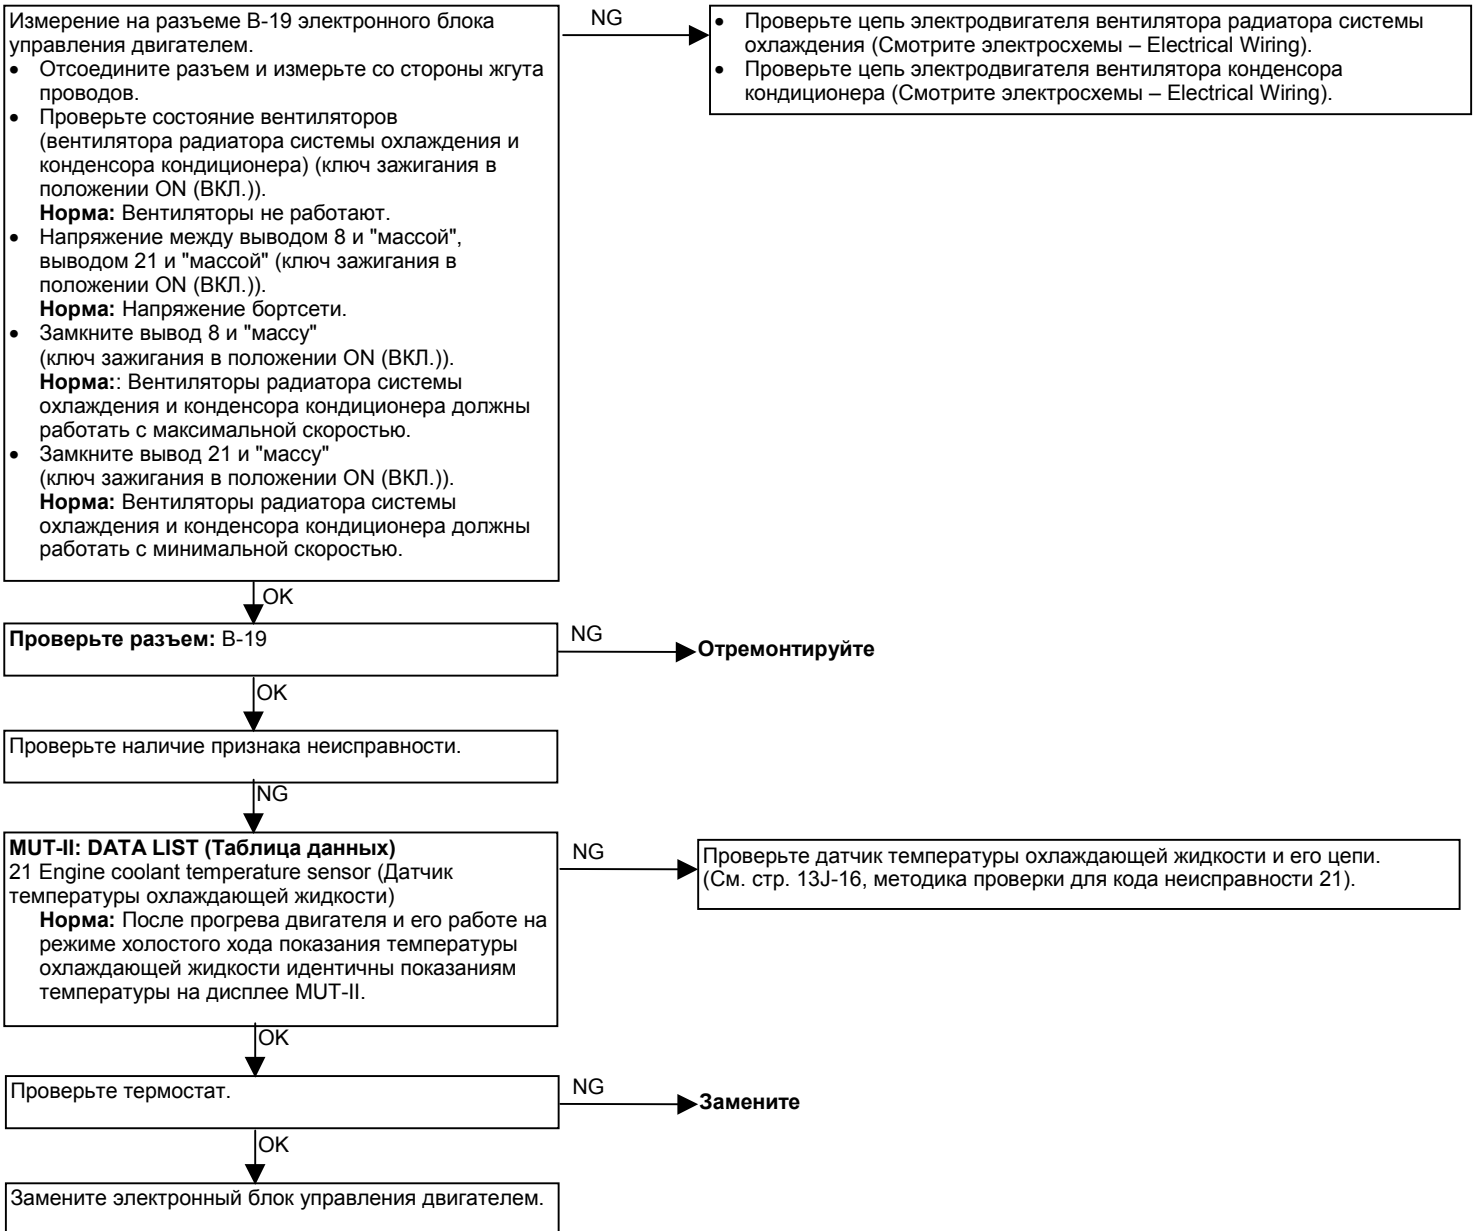 Измерение на разъеме B-19 электронного блока
управления двигателем.
• Отсоедините разъем и измерьте со стороны жгута
проводов.
• Проверьте состояние вентиляторов
(вентилятора радиатора системы охлаждения и
конденсора кондиционера) (ключ зажигания в
положении ON (ВКЛ.)).
Норма: Вентиляторы не работают.
• Напряжение между выводом 8 и "массой",
выводом 21 и "массой" (ключ зажигания в
положении ON (ВКЛ.)).
Норма: Напряжение бортсети.
• Замкните вывод 8 и "массу"
(ключ зажигания в положении ON (ВКЛ.)).
Норма:: Вентиляторы радиатора системы
охлаждения и конденсора кондиционера должны
работать с максимальной скоростью.
• Замкните вывод 21 и "массу"
(ключ зажигания в положении ON (ВКЛ.)).
Норма: Вентиляторы радиатора системы
охлаждения и конденсора кондиционера должны
работать с минимальной скоростью.
NG
• Проверьте цепь электродвигателя вентилятора радиатора системы
охлаждения (Смотрите электросхемы – Electrical Wiring).
• Проверьте цепь электродвигателя вентилятора конденсора
кондиционера (Смотрите электросхемы – Electrical Wiring).
OK
Проверьте разъем: B-19
NG
Отремонтируйте
OK
Проверьте наличие признака неисправности.
NG
MUT-II: DATA LIST (Таблица данных)
21 Engine coolant temperature sensor (Датчик
температуры охлаждающей жидкости)
Норма: После прогрева двигателя и его работе на
режиме холостого хода показания температуры
охлаждающей жидкости идентичны показаниям
температуры на дисплее MUT-II.
NG
Проверьте датчик температуры охлаждающей жидкости и его цепи.
(См. стр. 13J-16, методика проверки для кода неисправности 21).
OK
Проверьте термостат.
NG
Замените
OK
Замените электронный блок управления двигателем.